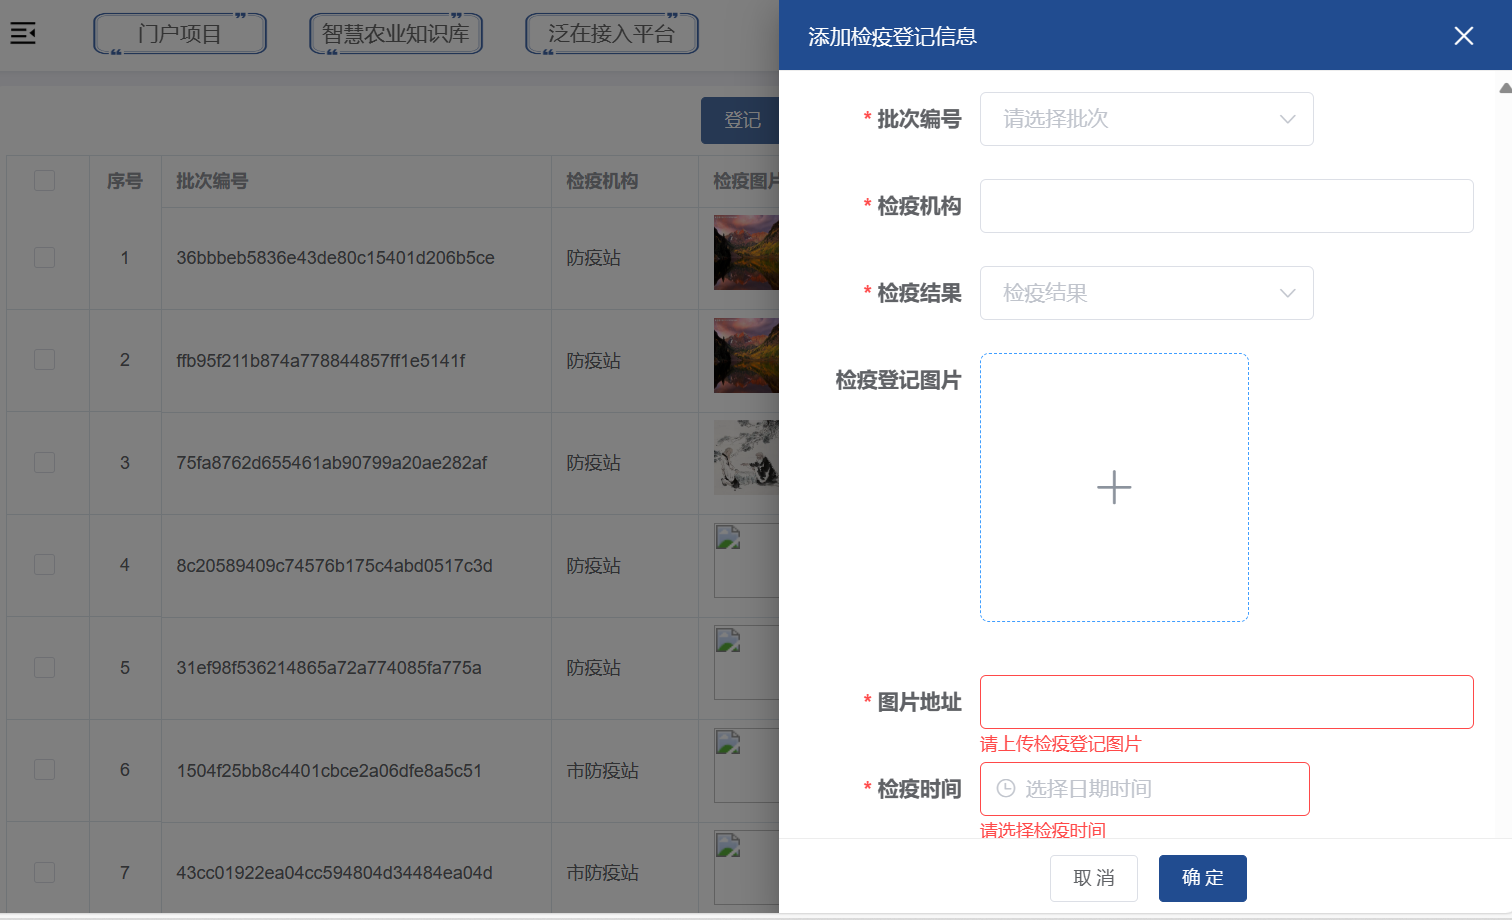 门户项目
智慧农业知识库
泛在接入平台
添加检疫登记信息
登记
序号 批次编号 检疫机构 检疫图片
1 36bbbeb5836e43de80c15401d206b5ce 防疫站
2 ffb95f211b874a778844857ff1e5141f 防疫站
3 75fa8762d655461ab90799a20ae282af 防疫站
4 8c20589409c74576b175c4abd0517c3d 防疫站
5 31ef98f536214865a72a774085fa775a 防疫站
6 1504f25bb8c4401cbce2a06dfe8a5c51 市防疫站
7 43cc01922ea04cc594804d34484ea04d 市防疫站
* 批次编号 请选择批次
* 检疫机构
* 检疫结果 检疫结果
检疫登记图片
* 图片地址
请上传检疫登记图片
* 检疫时间 选择日期时间
请选择检疫时间
取消 确定